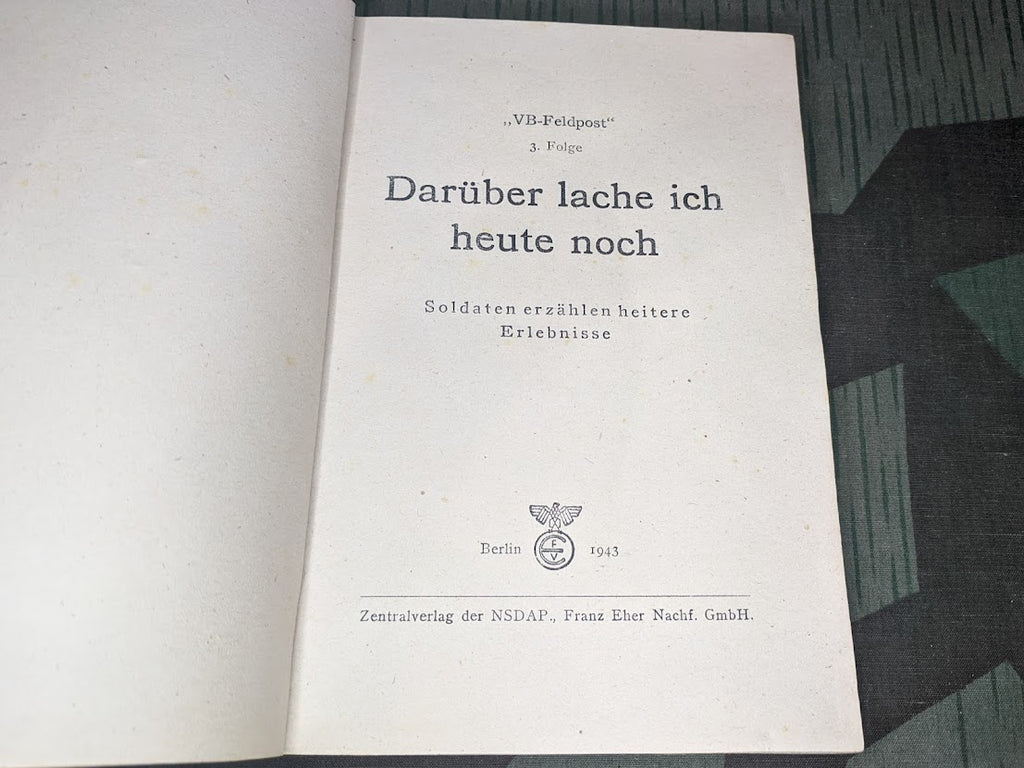 „VB-Feldpost“
3. Folge
Darüber lache ich
heute noch
Soldaten erzählen heitere
Erlebnisse
Berlin FEV 1943
Zentralverlag der NSDAP., Franz Eher Nachf. GmbH.